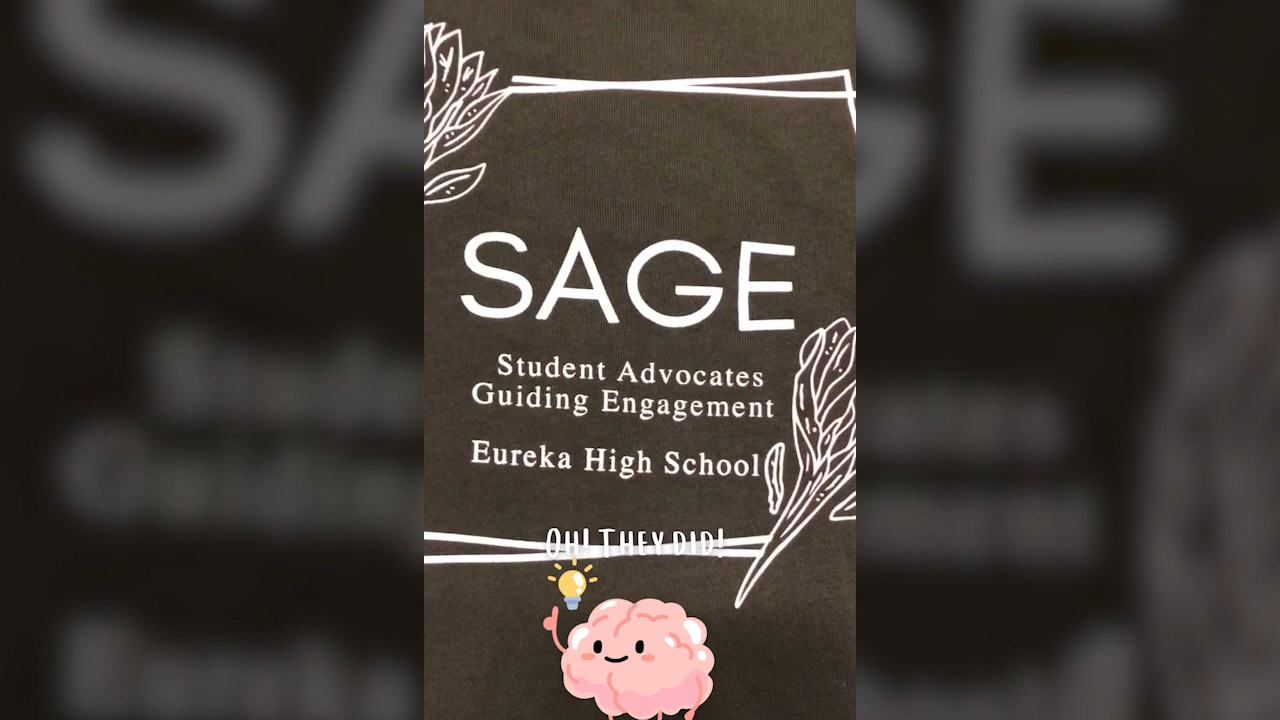 SAGE
Student Advocates
Guiding Engagement
Eureka High School
Oh! They did!